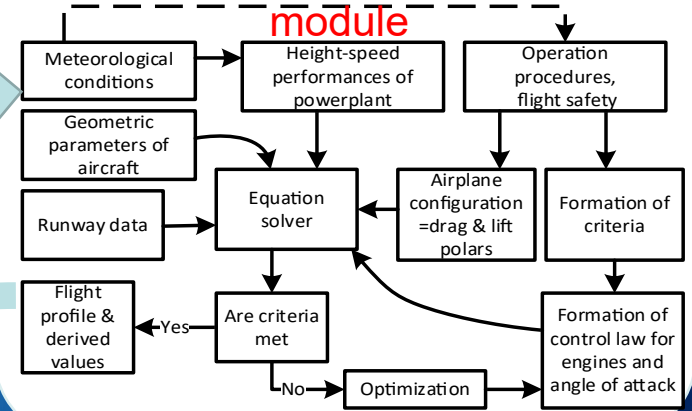 module
Meteorological
conditions
Height-speed
performances of
powerplant
Operation
procedures,
flight safety
Geometric
parameters of
aircraft
Equation
solver
Airplane
configuration
=drag & lift
polars
Formation of
criteria
Runway data
Flight
profile &
derived
values
Yes
Are criteria
met
Formation of
control law for
engines and
angle of attack
No
Optimization